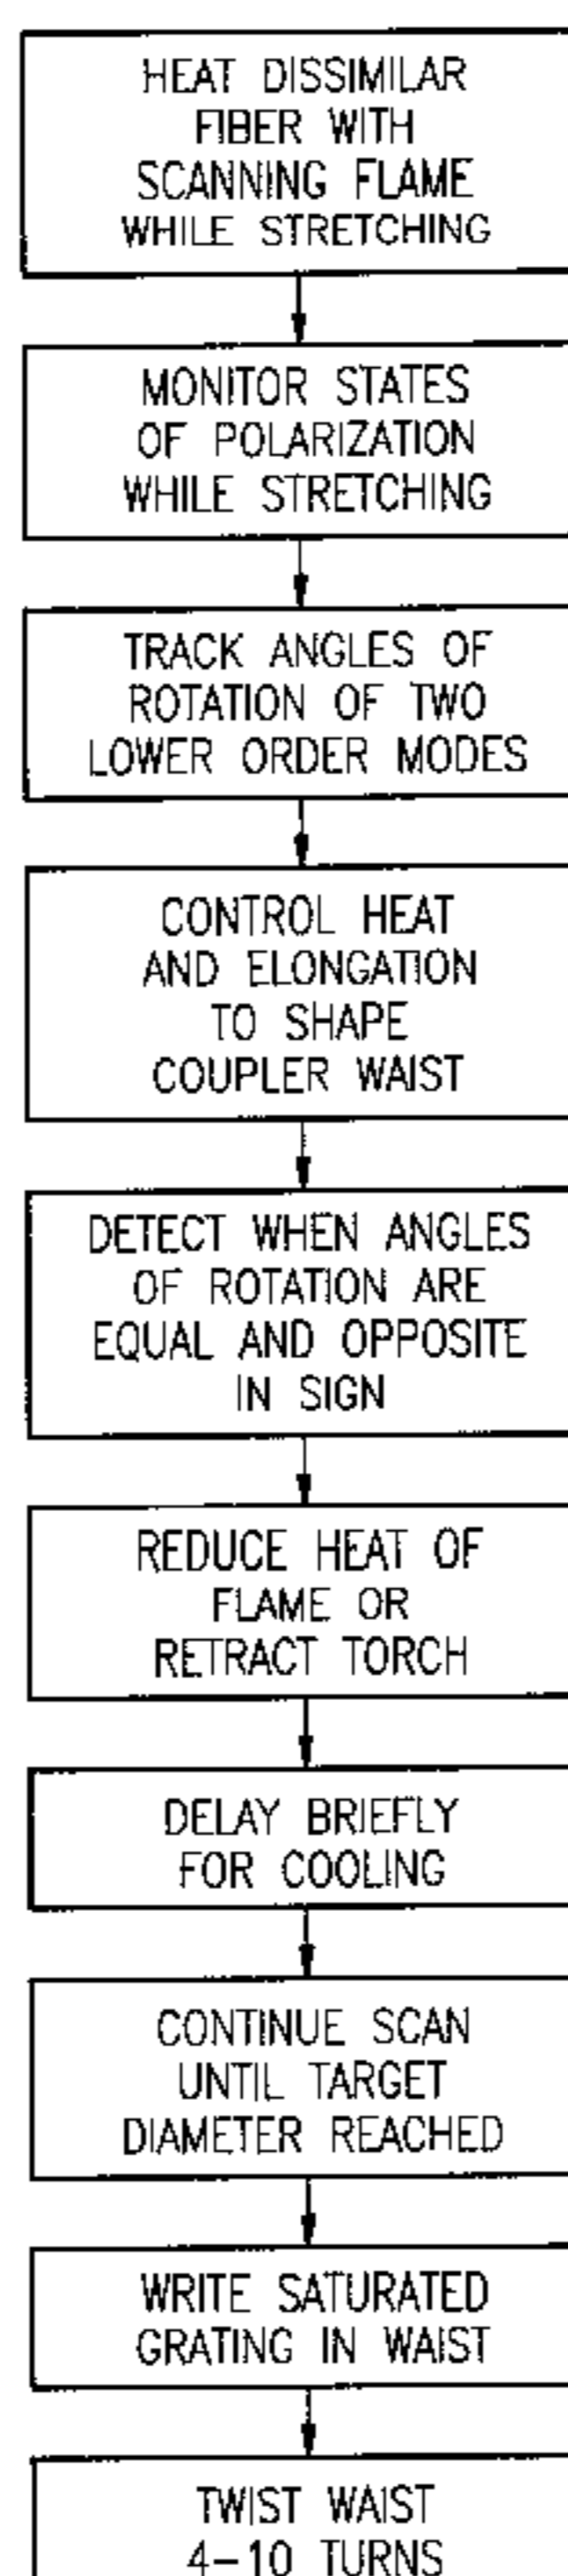 HEAT DISSIMILAR
FIBER WITH
SCANNING FLAME
WHILE STRETCHING
MONITOR STATES
OF POLARIZATION
WHILE STRETCHING
TRACK ANGLES OF
ROTATION OF TWO
LOWER ORDER MODES
CONTROL HEAT
AND ELONGATION
TO SHAPE
COUPLER WAIST
DETECT WHEN ANGLES
OF ROTATION ARE
EQUAL AND OPPOSITE
IN SIGN
REDUCE HEAT OF
FLAME OR
RETRACT TORCH
DELAY BRIEFLY
FOR COOLING
CONTINUE SCAN
UNTIL TARGET
DIAMETER REACHED
WRITE SATURATED
GRATING IN WAIST
TWIST WAIST
4-10 TURNS